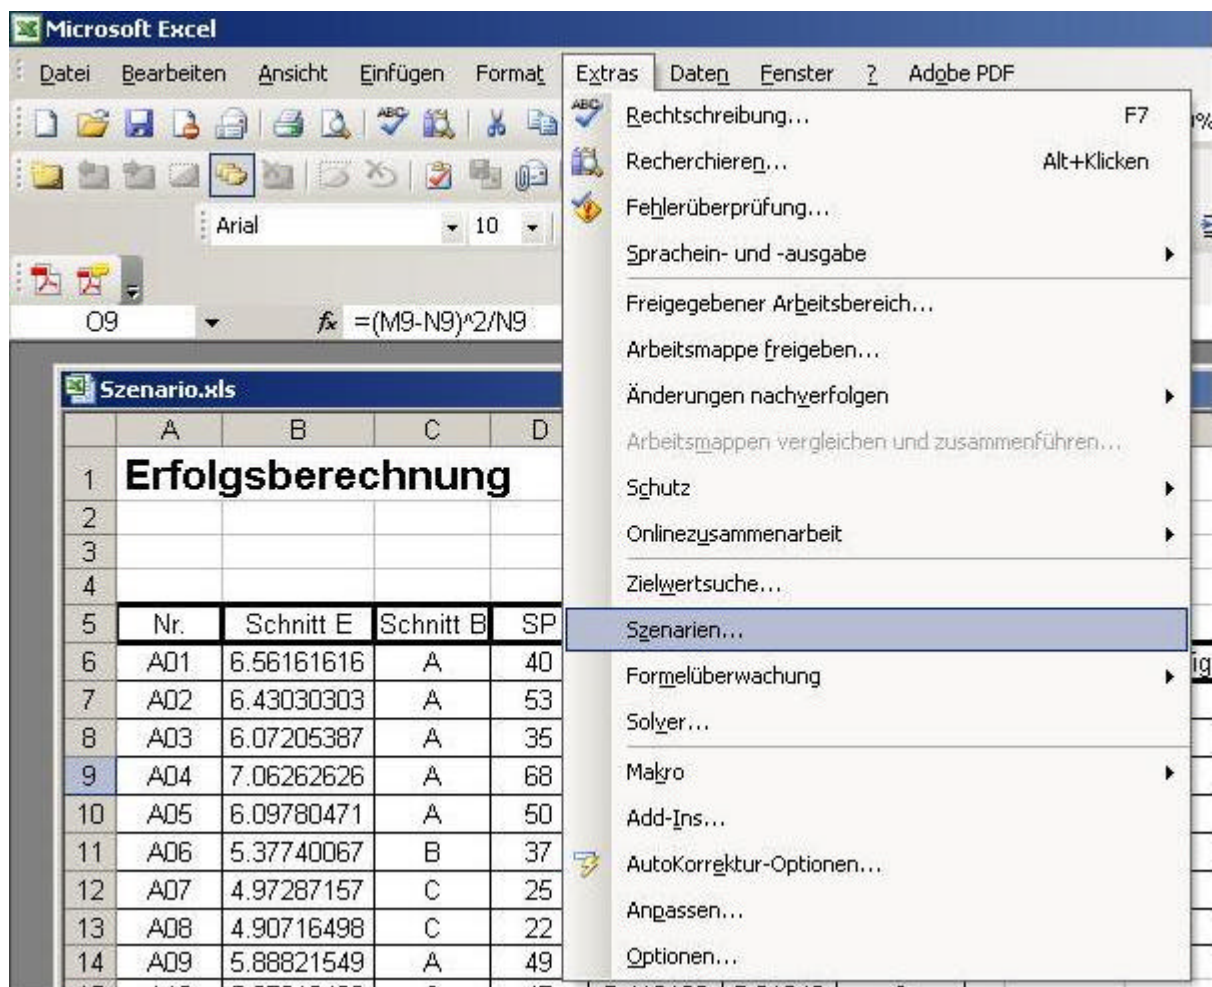 Microsoft Excel
Datei Bearbeiten Ansicht Einfügen Format Extras Daten Fenster ? Adobe PDF
Arial 10
O9 fx =(M9-N9)^2/N9
Rechtschreibung... F7
Recherchieren... Alt+Klicken
Fehlerüberprüfung...
Sprachein- und -ausgabe
Freigegebener Arbeitsbereich...
Arbeitsmappe freigeben...
Änderungen nachverfolgen
Arbeitsmappen vergleichen und zusammenführen...
Schutz
Onlinezusammenarbeit
Zielwertsuche...
Szenarien...
Formelüberwachung
Solver...
Makro
Add-Ins...
AutoKorrektur-Optionen...
Anpassen...
Optionen...
Szenario.xls
A B C D
1 Erfolgsberechnung
2
3
4
5 Nr. Schnitt E Schnitt B SP
6 A01 6.56161616 A 40
7 A02 6.43030303 A 53
8 A03 6.07205387 A 35
9 A04 7.06262626 A 68
10 A05 6.09780471 A 50
11 A06 5.37740067 B 37
12 A07 4.97287157 C 25
13 A08 4.90716498 C 22
14 A09 5.88821549 A 49